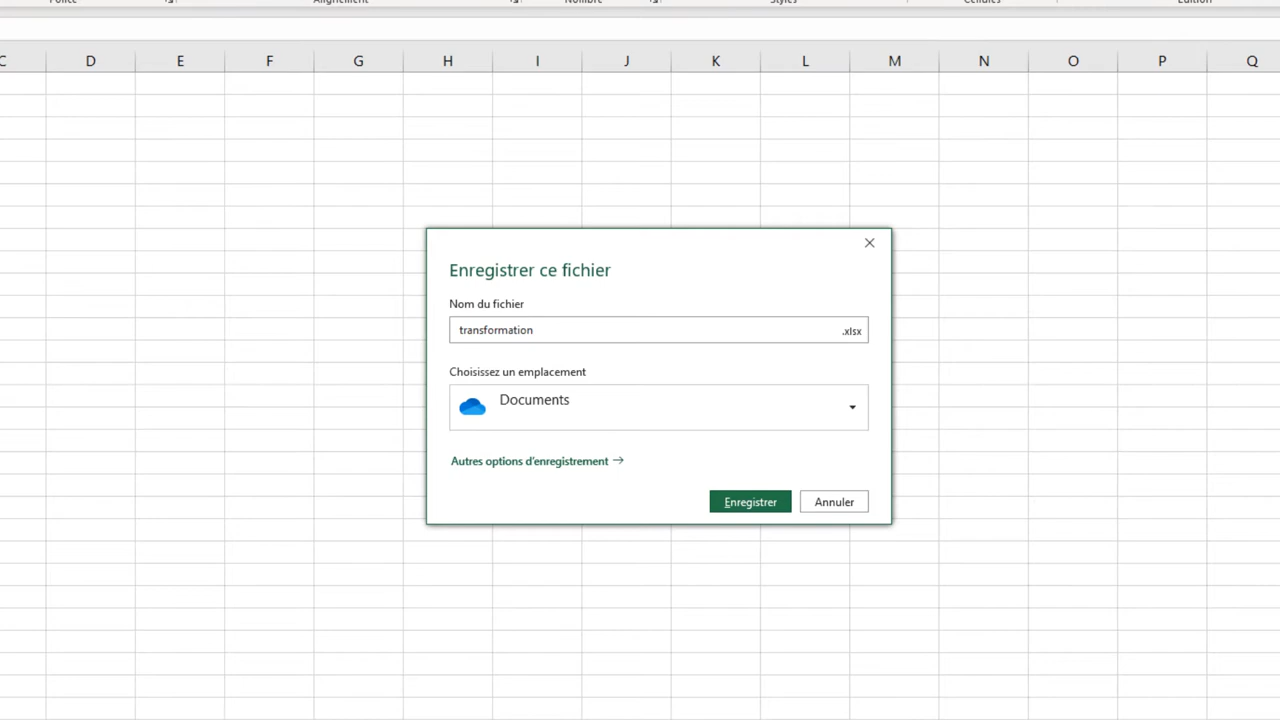 Police Alignement Nombre Styles Cellules Édition
C D E F G H I J K L M N O P Q
Enregistrer ce fichier
Nom du fichier
transformation .xlsx
Choisissez un emplacement
Documents
Autres options d'enregistrement →
Enregistrer Annuler